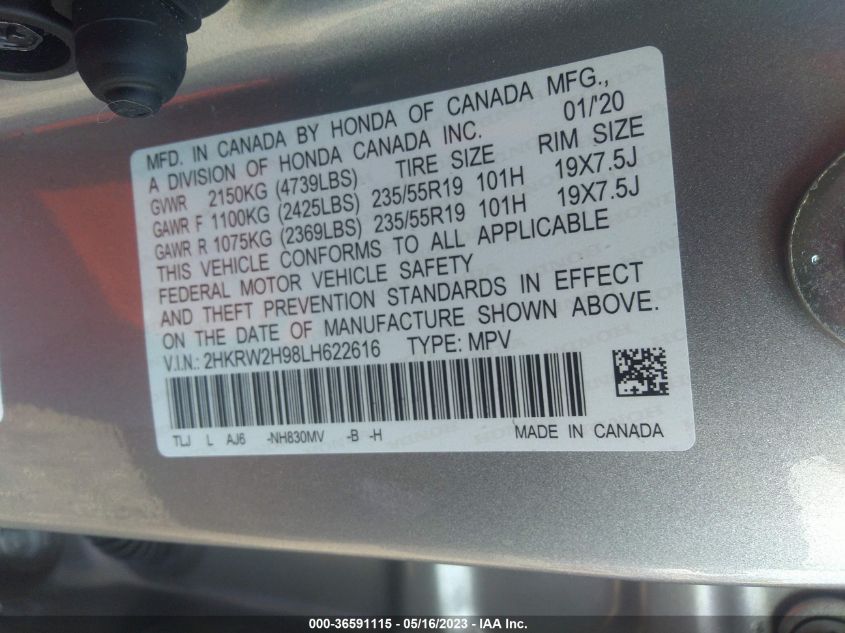 MFD. IN CANADA BY HONDA OF CANADA MFG.,
A DIVISION OF HONDA CANADA INC. 01/'20
GVWR 2150KG (4739LBS) TIRE SIZE RIM SIZE
GAWR F 1100KG (2425LBS) 235/55R19 101H 19X7.5J
GAWR R 1075KG (2369LBS) 235/55R19 101H 19X7.5J
THIS VEHICLE CONFORMS TO ALL APPLICABLE
FEDERAL MOTOR VEHICLE SAFETY
AND THEFT PREVENTION STANDARDS IN EFFECT
ON THE DATE OF MANUFACTURE SHOWN ABOVE.
V.I.N.: 2HKRW2H98LH622616 TYPE: MPV
TLJ L AJ6 -NH830MV -B -H MADE IN CANADA
000-36591115 - 05/16/2023 - IAA Inc.